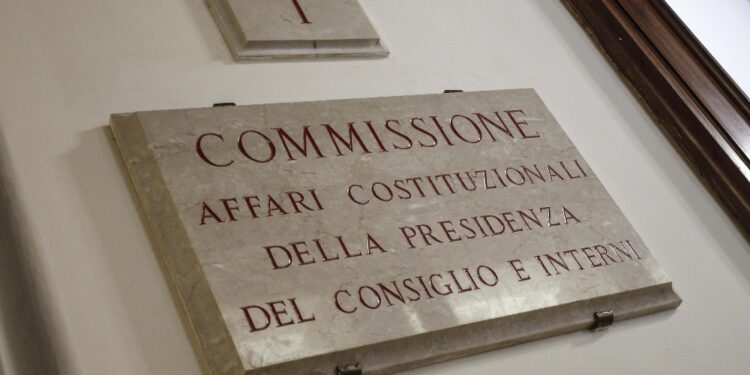 I
COMMISSIONE
AFFARI COSTITUZIONALI
DELLA PRESIDENZA
DEL CONSIGLIO E INTERNI